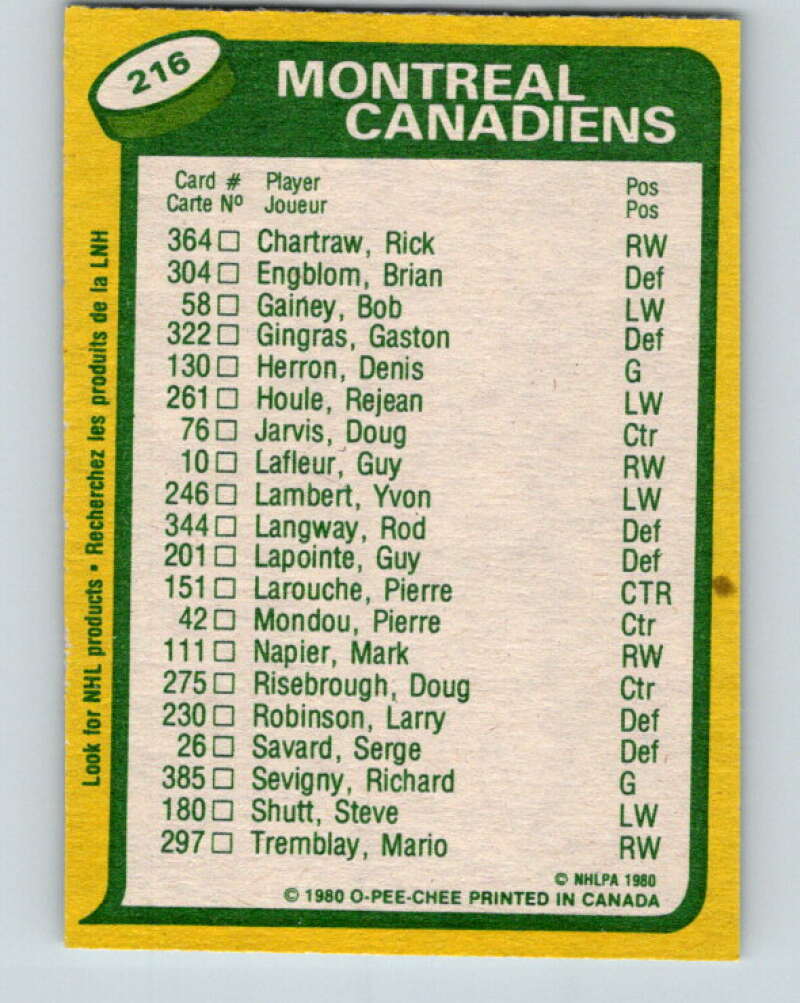 216
MONTREAL
CANADIENS
Card # Player Pos
Carte Nº Joueur Pos
364 □ Chartraw, Rick RW
304 □ Engblom, Brian Def
58 □ Gainey, Bob LW
322 □ Gingras, Gaston Def
130 □ Herron, Denis G
261 □ Houle, Rejean LW
76 □ Jarvis, Doug Ctr
10 □ Lafleur, Guy RW
246 □ Lambert, Yvon LW
344 □ Langway, Rod Def
201 □ Lapointe, Guy Def
151 □ Larouche, Pierre CTR
42 □ Mondou, Pierre Ctr
111 □ Napier, Mark RW
275 □ Risebrough, Doug Ctr
230 □ Robinson, Larry Def
26 □ Savard, Serge Def
385 □ Sevigny, Richard G
180 □ Shutt, Steve LW
297 □ Tremblay, Mario RW
© NHLPA 1980
© 1980 O-PEE-CHEE PRINTED IN CANADA
Look for NHL products • Recherchez les produits de la LNH